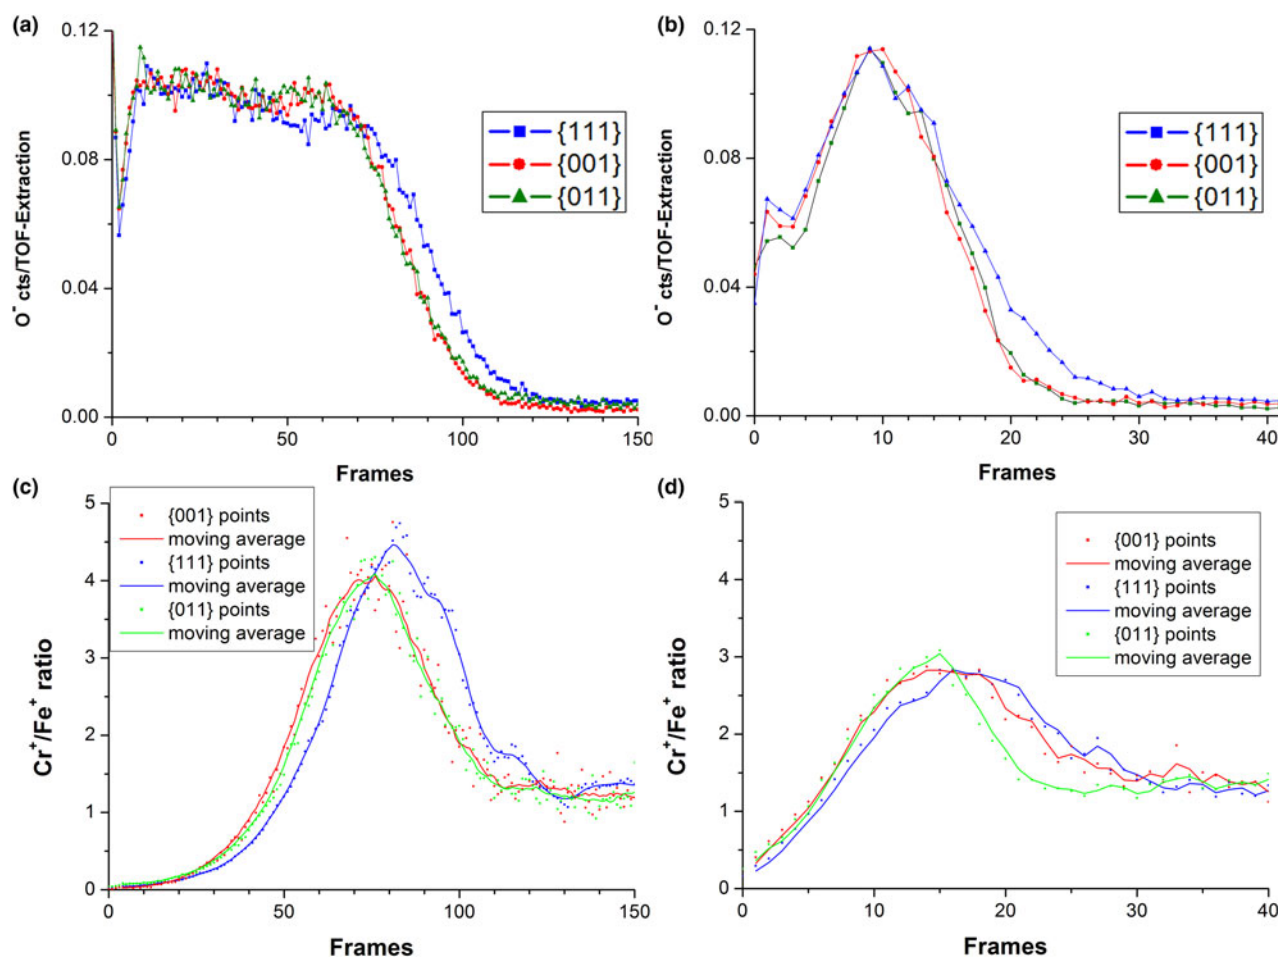 (a)
0.12
0.08
0.04
0.00
O⁻ cts/TOF-Extraction
{111}
{001}
{011}
0 50 100 150
Frames
(b)
0.12
0.08
0.04
0.00
O⁻ cts/TOF-Extraction
{111}
{001}
{011}
0 10 20 30 40
Frames
(c)
5
4
3
2
1
0
Cr⁺/Fe⁺ ratio
{001} points
moving average
{111} points
moving average
{011} points
moving average
0 50 100 150
Frames
(d)
5
4
3
2
1
0
Cr⁺/Fe⁺ ratio
{001} points
moving average
{111} points
moving average
{011} points
moving average
0 10 20 30 40
Frames